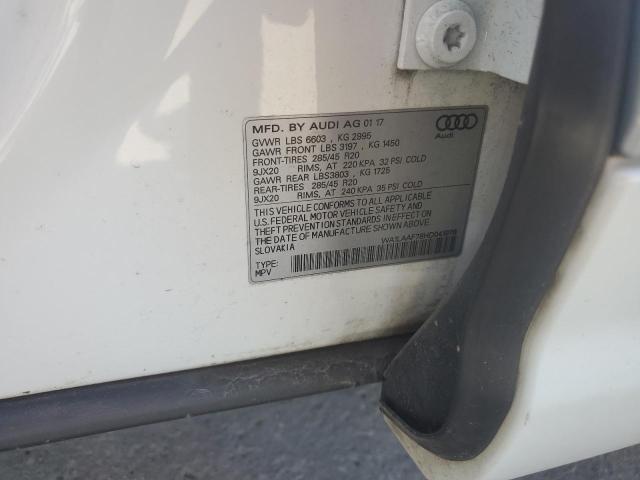 MFD. BY AUDI AG 01 17
GVWR LBS 6603 , KG 2995
GAWR FRONT LBS 3197 , KG 1450
FRONT-TIRES 285/45 R20
9JX20 RIMS, AT 220 KPA 32 PSI COLD
GAWR REAR LBS3803 , KG 1725
REAR-TIRES 285/45 R20
9JX20 RIMS, AT 240 KPA 35 PSI COLD
THIS VEHICLE CONFORMS TO ALL APPLICABLE
U.S. FEDERAL MOTOR VEHICLE SAFETY AND
THEFT PREVENTION STANDARDS IN EFFECT ON
THE DATE OF MANUFACTURE SHOWN ABOVE.
SLOVAKIA
TYPE:
MPV
Audi